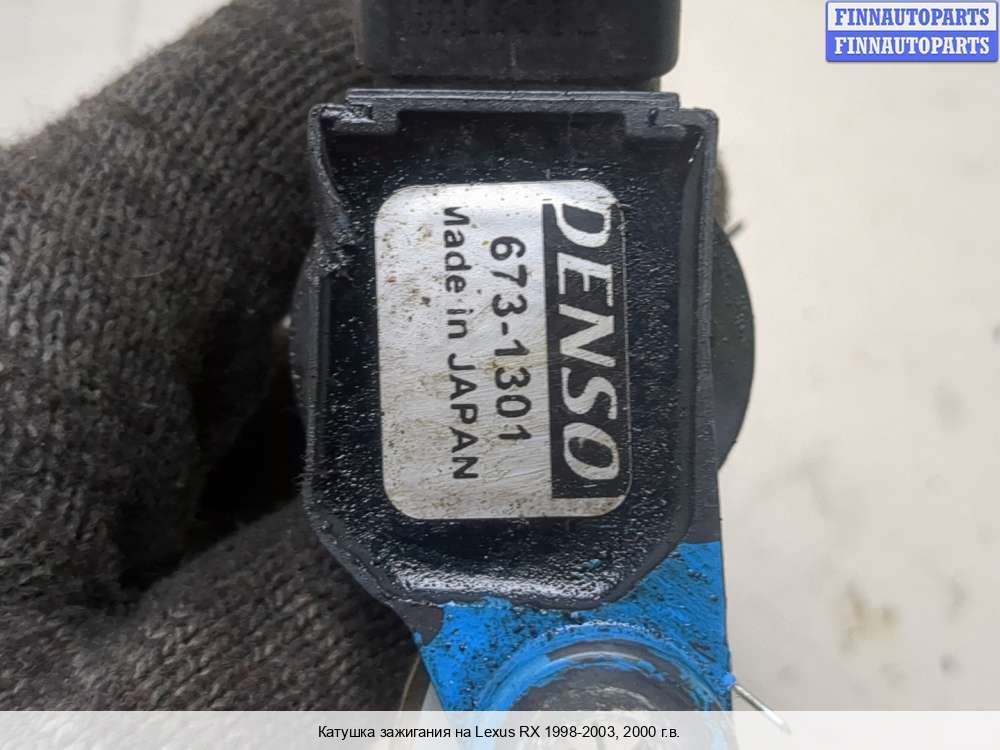 FINNAUTOPARTS
FINNAUTOPARTS
DENSO
673-1301
Made in JAPAN
Катушка зажигания на Lexus RX 1998-2003, 2000 г.в.